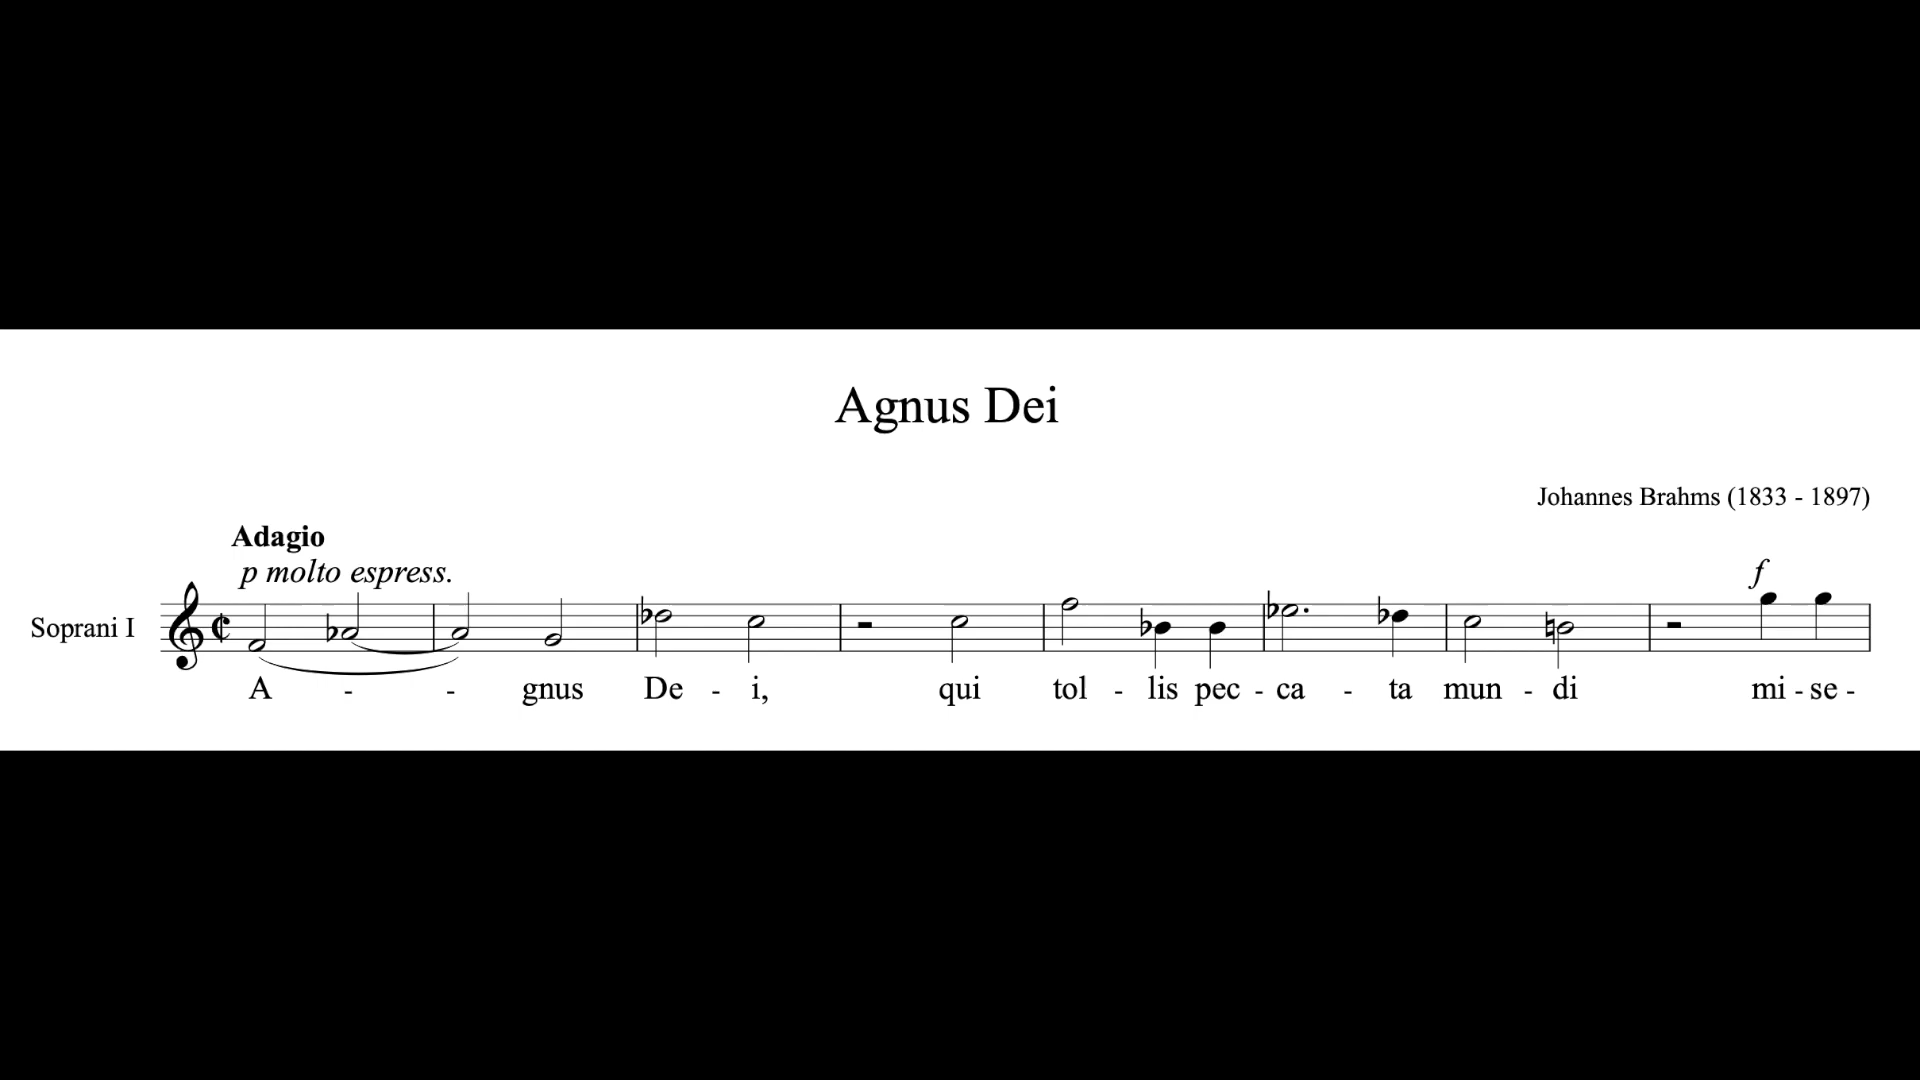 Agnus Dei
Johannes Brahms (1833 - 1897)
Adagio
p molto espress.
f
Soprani I
A - - gnus De - i, qui tol - lis pec - ca - ta mun - di mi - se -